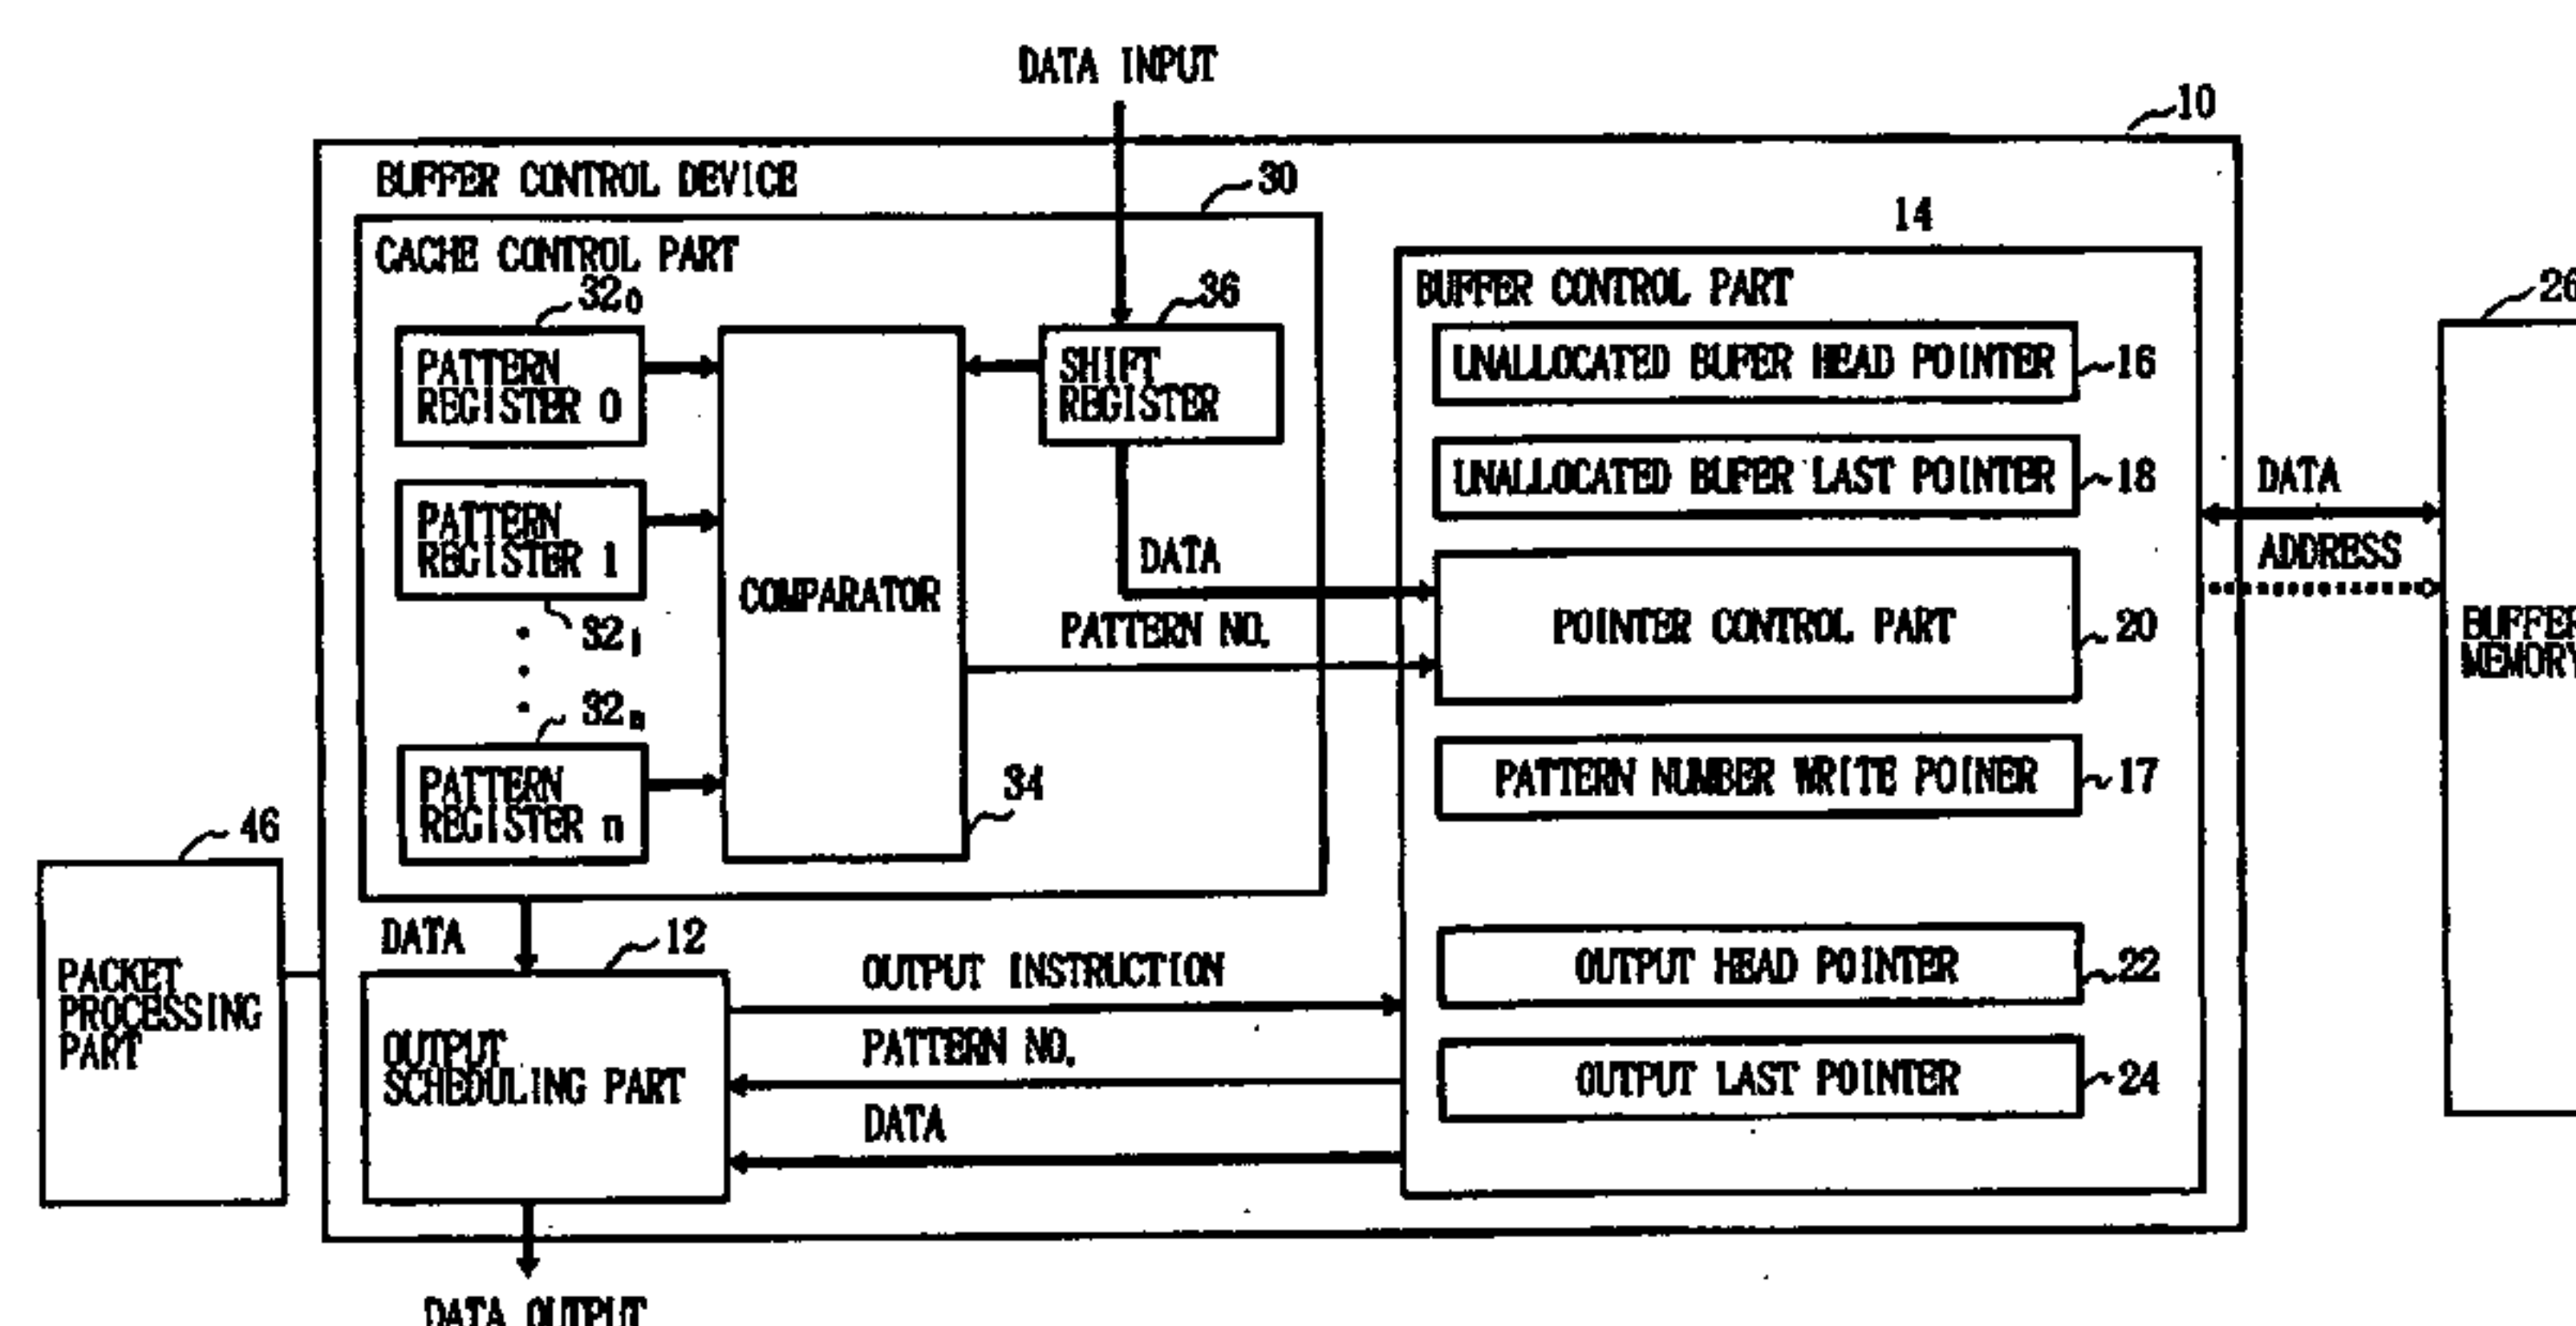 DATA INPUT
10
BUFFER CONTROL DEVICE
30
CACHE CONTROL PART
32₀
PATTERN
REGISTER 0
PATTERN
REGISTER 1
32₁
32ₙ
PATTERN
REGISTER n
COMPARATOR
34
36
SHIFT
REGISTER
DATA
PATTERN NO.
14
BUFFER CONTROL PART
UNALLOCATED BUFER HEAD POINTER
16
UNALLOCATED BUFER LAST POINTER
18
POINTER CONTROL PART
20
PATTERN NUMBER WRITE POINER
17
OUTPUT HEAD POINTER
22
OUTPUT LAST POINTER
24
DATA
ADDRESS
26
BUFFER
MEMORY
46
PACKET
PROCESSING
PART
DATA
12
OUTPUT
SCHEDULING PART
OUTPUT INSTRUCTION
PATTERN NO.
DATA
DATA OUTPUT